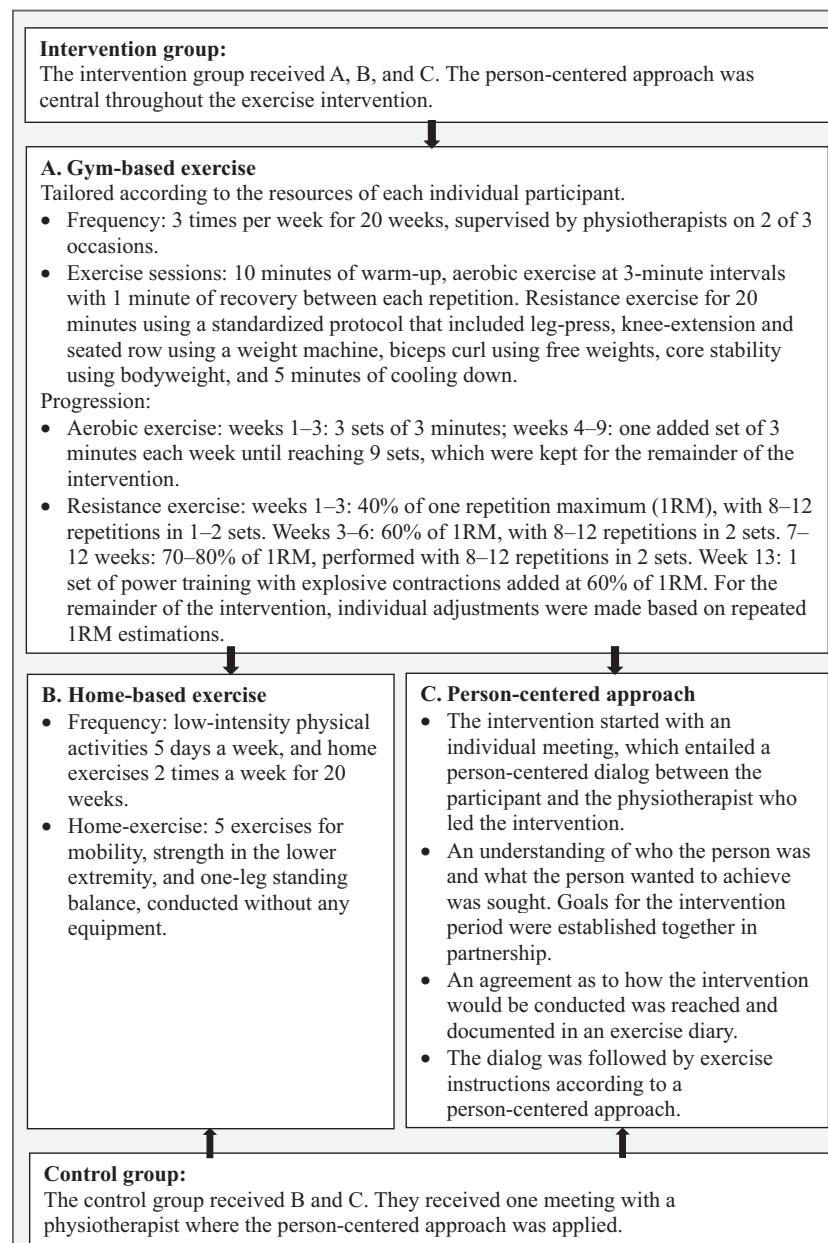 Intervention group:
The intervention group received A, B, and C. The person-centered approach was
central throughout the exercise intervention.
A. Gym-based exercise
Tailored according to the resources of each individual participant.
• Frequency: 3 times per week for 20 weeks, supervised by physiotherapists on 2 of 3
occasions.
• Exercise sessions: 10 minutes of warm-up, aerobic exercise at 3-minute intervals
with 1 minute of recovery between each repetition. Resistance exercise for 20
minutes using a standardized protocol that included leg-press, knee-extension and
seated row using a weight machine, biceps curl using free weights, core stability
using bodyweight, and 5 minutes of cooling down.
Progression:
• Aerobic exercise: weeks 1–3: 3 sets of 3 minutes; weeks 4–9: one added set of 3
minutes each week until reaching 9 sets, which were kept for the remainder of the
intervention.
• Resistance exercise: weeks 1–3: 40% of one repetition maximum (1RM), with 8–12
repetitions in 1–2 sets. Weeks 3–6: 60% of 1RM, with 8–12 repetitions in 2 sets. 7–
12 weeks: 70–80% of 1RM, performed with 8–12 repetitions in 2 sets. Week 13: 1
set of power training with explosive contractions added at 60% of 1RM. For the
remainder of the intervention, individual adjustments were made based on repeated
1RM estimations.
B. Home-based exercise
• Frequency: low-intensity physical
activities 5 days a week, and home
exercises 2 times a week for 20
weeks.
• Home-exercise: 5 exercises for
mobility, strength in the lower
extremity, and one-leg standing
balance, conducted without any
equipment.
C. Person-centered approach
• The intervention started with an
individual meeting, which entailed a
person-centered dialog between the
participant and the physiotherapist who
led the intervention.
• An understanding of who the person was
and what the person wanted to achieve
was sought. Goals for the intervention
period were established together in
partnership.
• An agreement as to how the intervention
would be conducted was reached and
documented in an exercise diary.
• The dialog was followed by exercise
instructions according to a
person-centered approach.
Control group:
The control group received B and C. They received one meeting with a
physiotherapist where the person-centered approach was applied.